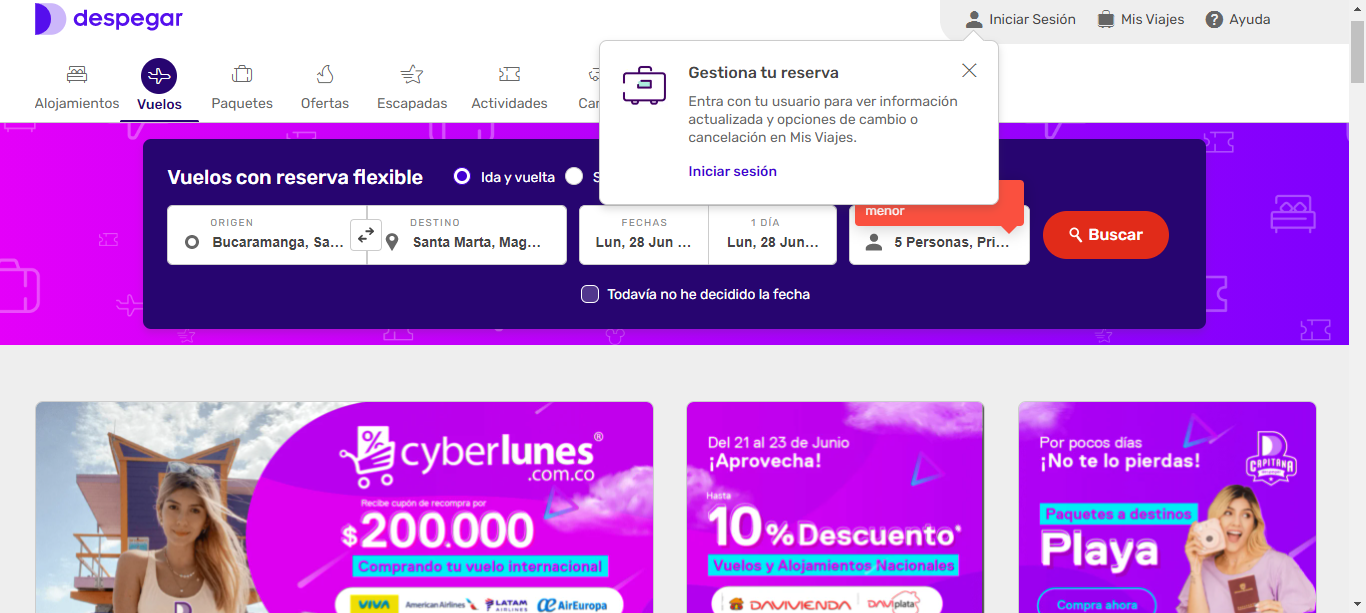 despegar
Iniciar Sesión
Mis Viajes
? Ayuda
Alojamientos
Vuelos
Paquetes
Ofertas
Escapadas
Actividades
Gestiona tu reserva
Entra con tu usuario para ver información
actualizada y opciones de cambio o
cancelación en Mis Viajes.
Iniciar sesión
Vuelos con reserva flexible
Ida y vuelta
menor
ORIGEN
Bucaramanga, Sa...
DESTINO
Santa Marta, Mag...
FECHAS
Lun, 28 Jun ...
1 DÍA
Lun, 28 Jun...
5 Personas, Pri...
Buscar
Todavía no he decidido la fecha
cyberlunes®
.com.co
Recibe cupón de recompra por
$200.000
Comprando tu vuelo internacional
VIVA
American Airlines
LATAM
AIRLINES
AirEuropa
Del 21 al 23 de Junio
¡Aprovecha!
Hasta
10% Descuento*
Vuelos y Alojamientos Nacionales
DAVIVIENDA
DAVIplata
Por pocos días
¡No te lo pierdas!
CAPITANA
Paquetes a destinos
Playa
Compra ahora